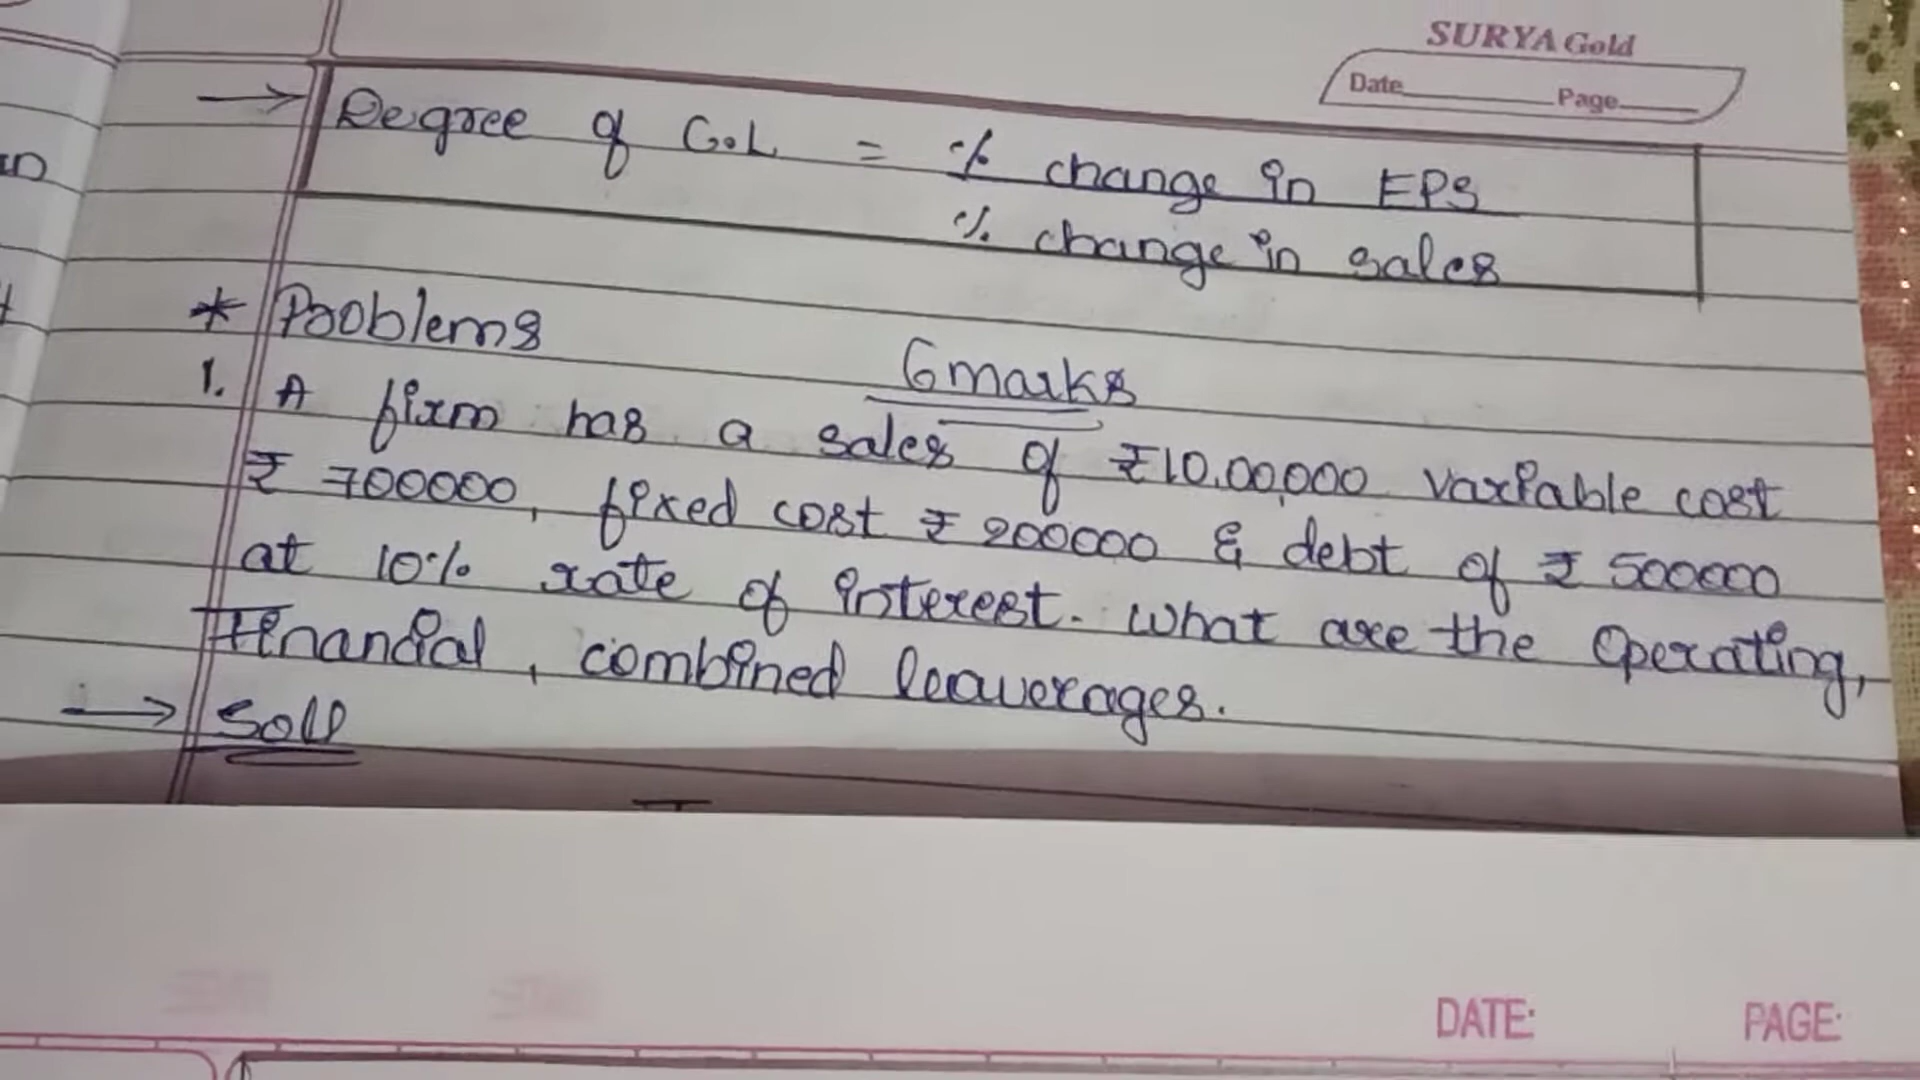 SURYA Gold
Date Page
→ Degree of C.L = % change in EPS
% change in sales
* Problems
6 marks
1. A firm has a sales of ₹10,00,000 variable cost
₹ 700000, fixed cost ₹ 200000 & debt of ₹ 500000
at 10% rate of interest. What are the Operating,
Financial, combined leaverages.
→ Soll
DATE: PAGE: